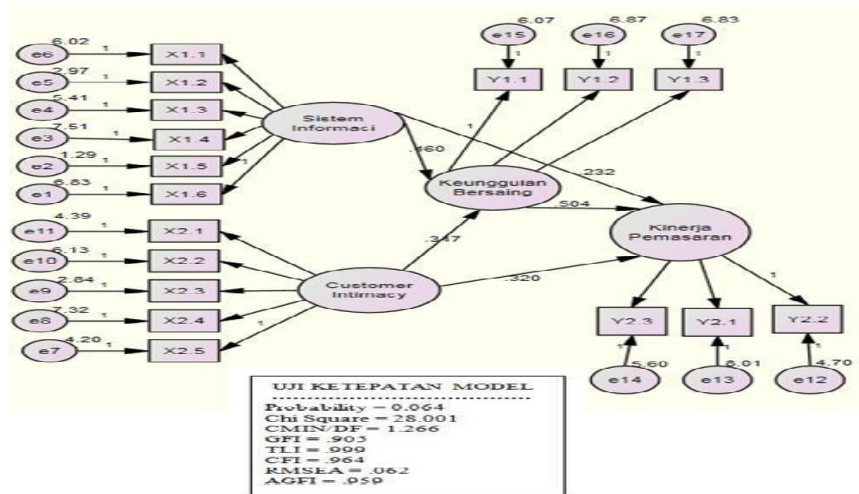 6.02 e6 1 X1.1
2.97 e5 1 X1.2
5.41 e4 1 X1.3
7.51 e3 1 X1.4
1.29 e2 1 X1.5
6.83 e1 1 X1.6
1
4.39 e11 1 X2.1
6.13 e10 1 X2.2
2.84 e9 1 X2.3
7.32 e8 1 X2.4
4.20 e7 1 X2.5
1
6.07 6.87 6.83
e15 e16 e17
1 1 1
Y1.1 Y1.2 Y1.3
1
Sistem
Informaci
.460
.232
Keunggulan
Bersaing
.504
.347
Kinerja
Pemasaran
.320
Customer
Intimacy
1
Y2.3 Y2.1 Y2.2
1 1 1
5.60 4.70
e14 e13 e12
UJI KETEPATAN MODEL
Probability = 0.064
Chi Square = 28.001
CMIN/DF = 1.266
GFI = .903
TLI = .999
CFI = .964
RMSEA = .062
AGFI = .959